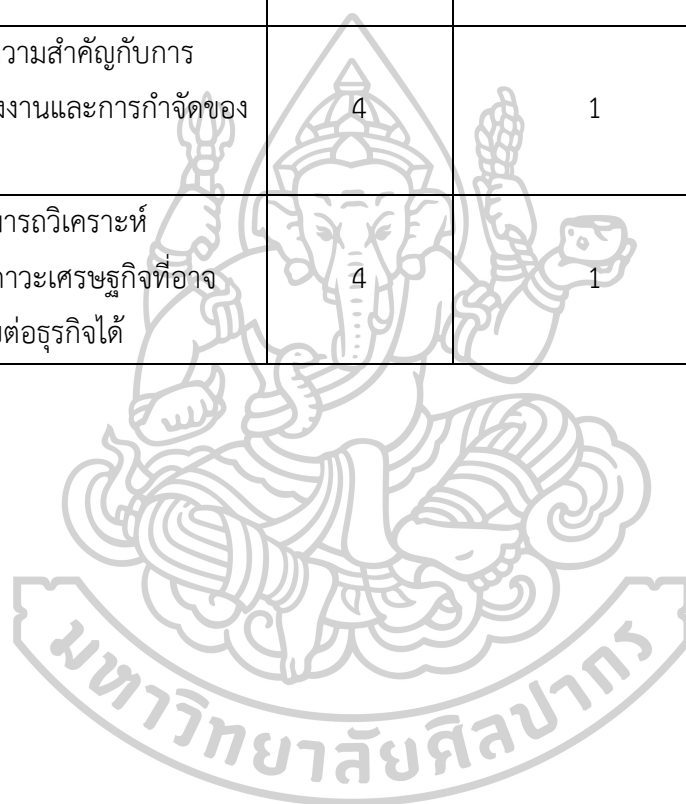 ความสำคัญกับการ
งงานและการกำจัดของ 4 1
มารถวิเคราะห์
ภาวะเศรษฐกิจที่อาจ 4 1
ต่อธุรกิจได้
มหาวิทยาลัยศิลปากร